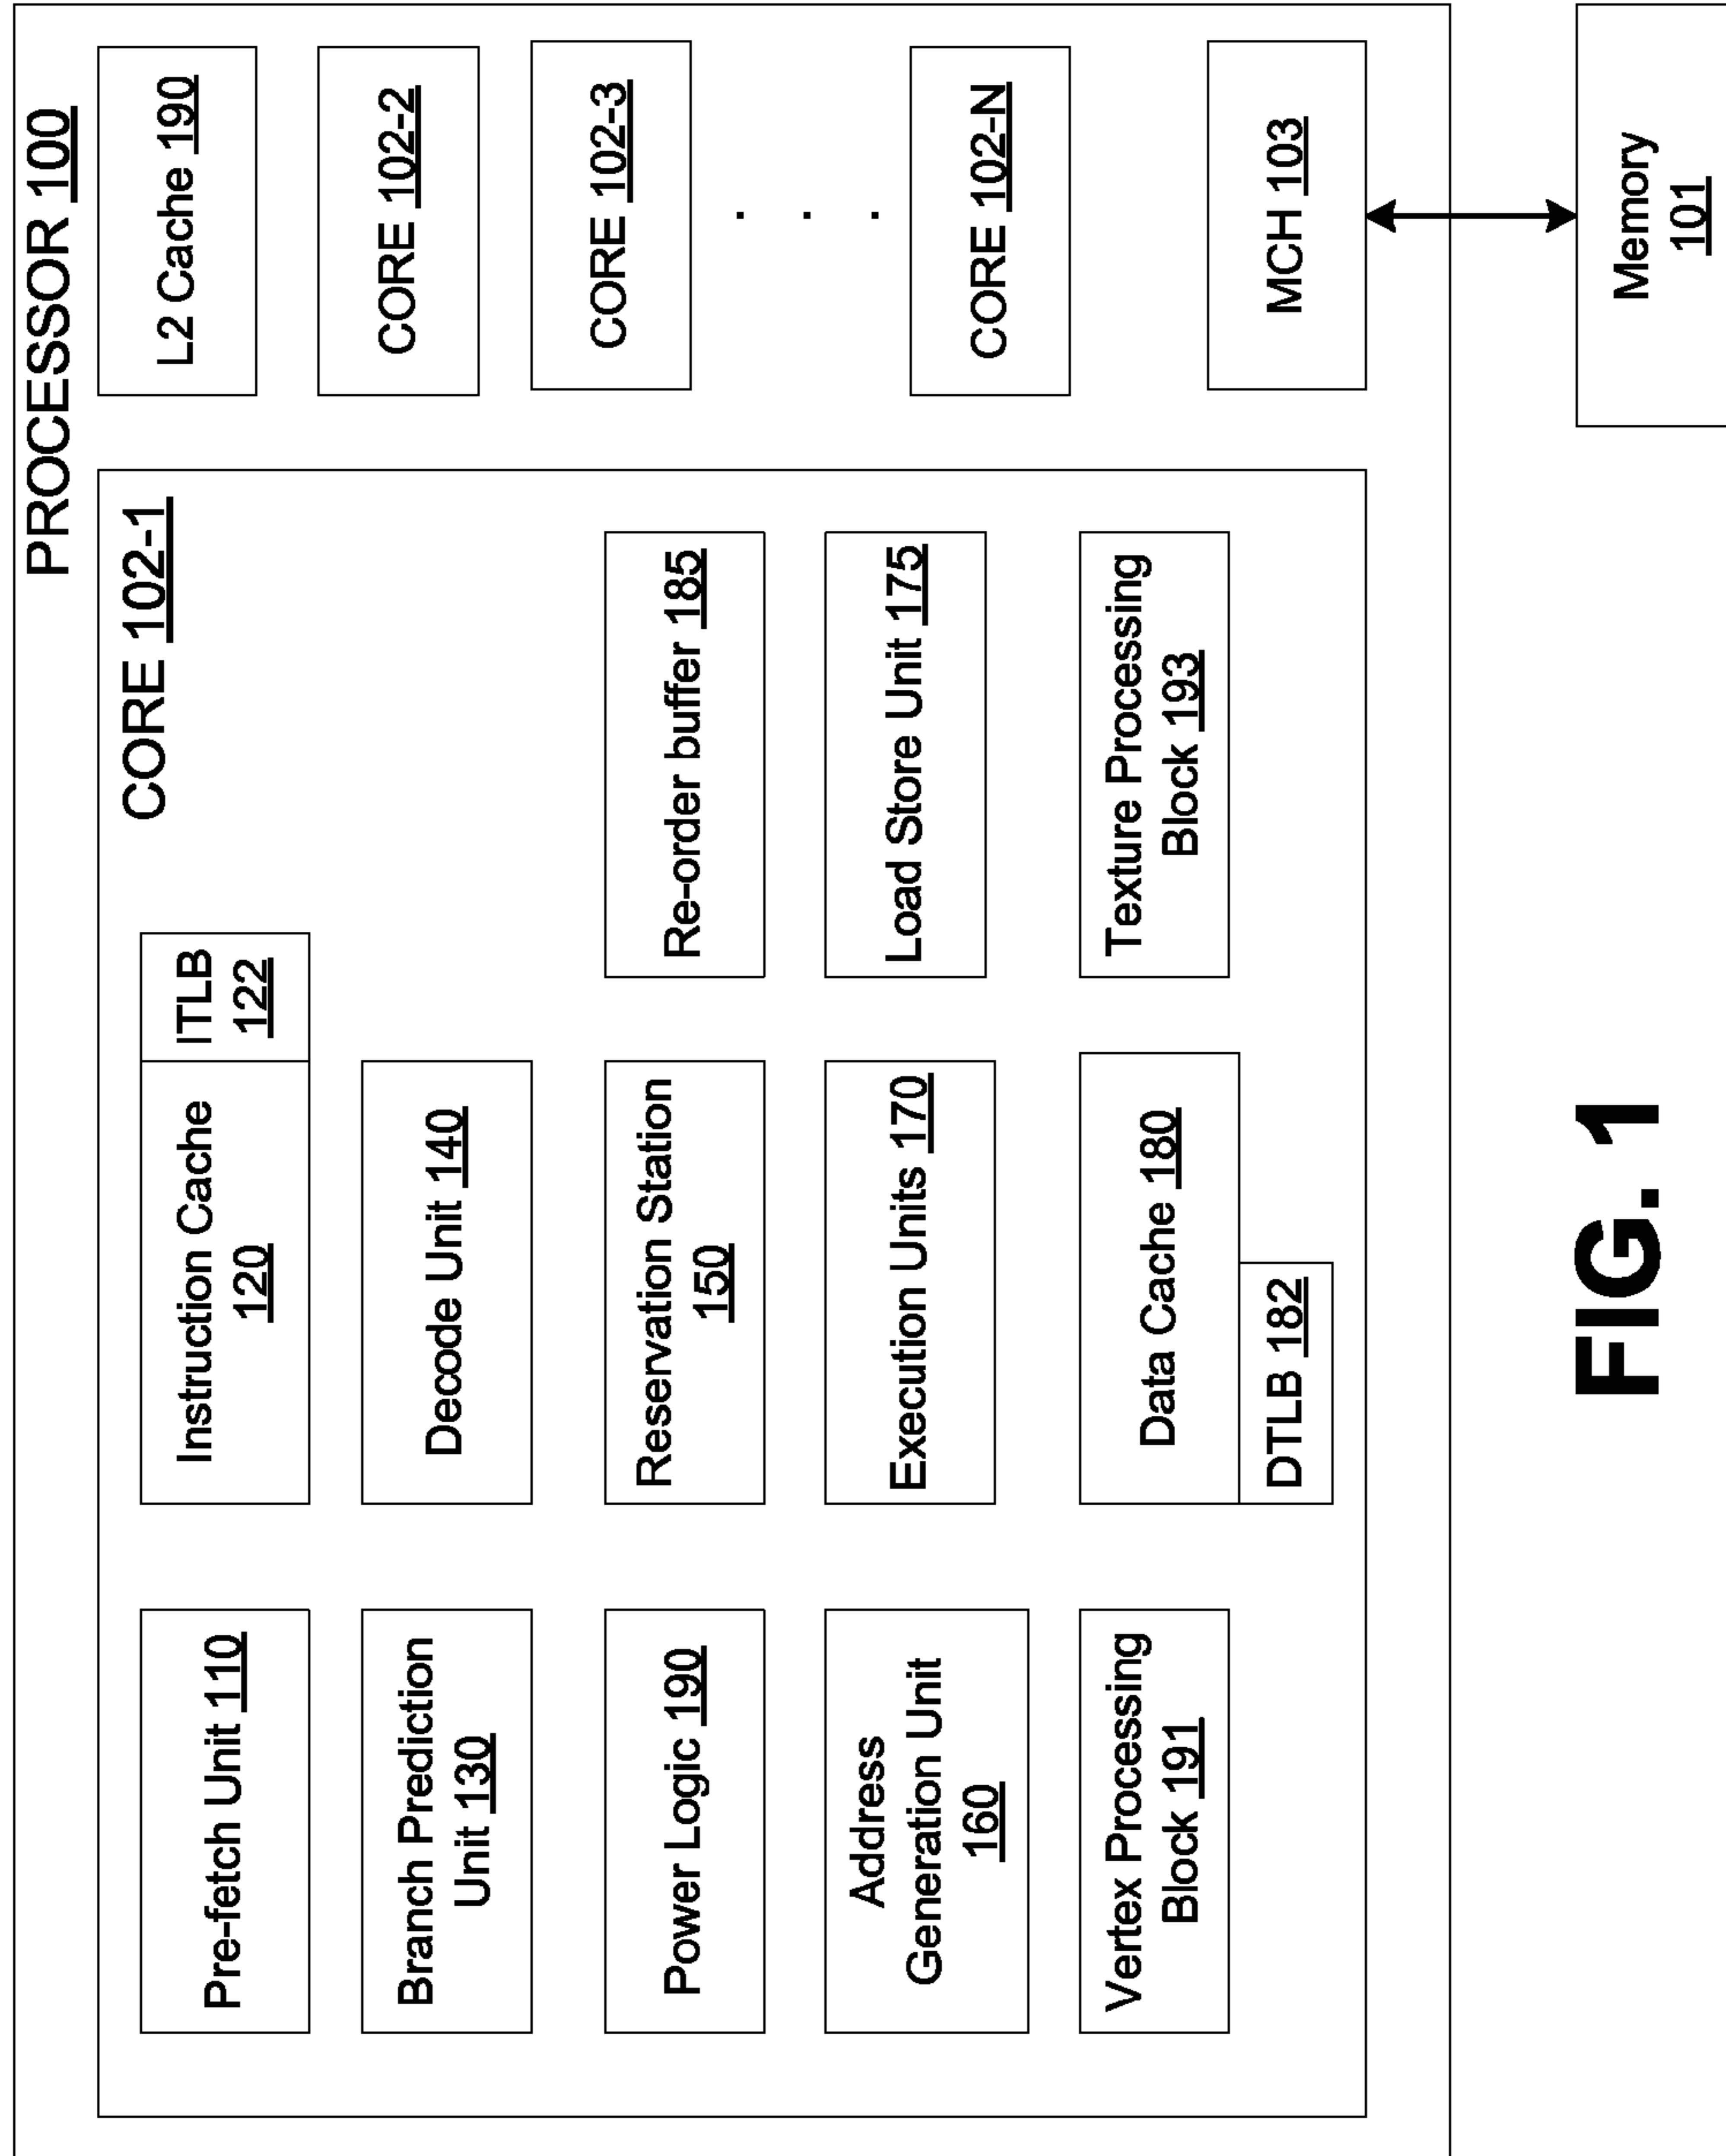 PROCESSOR 100
CORE 102-1
Pre-fetch Unit 110
Instruction Cache
120
ITLB
122
Branch Prediction
Unit 130
Decode Unit 140
Power Logic 190
Reservation Station
150
Re-order buffer 185
Address
Generation Unit
160
Execution Units 170
Load Store Unit 175
Vertex Processing
Block 191
Data Cache 180
DTLB 182
Texture Processing
Block 193
L2 Cache 190
CORE 102-2
CORE 102-3
. . .
CORE 102-N
MCH 103
Memory
101
FIG. 1